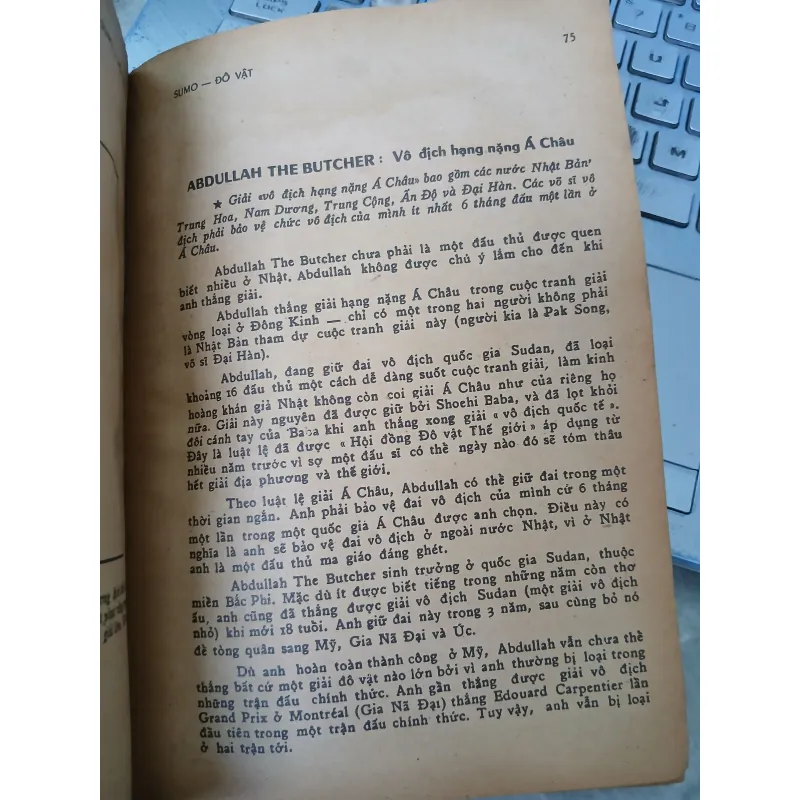 75
SUMO — ĐÔ VẬT
ABDULLAH THE BUTCHER : Vô địch hạng nặng Á Châu
★ Giải «vô địch hạng nặng Á Châu» bao gồm các nước Nhật Bản,
Trung Hoa, Nam Dương, Trung Cộng, Ấn Độ và Đại Hàn. Các võ sĩ vô
địch phải bảo vệ chức vô địch của mình ít nhất 6 tháng đấu một lần ở
Á Châu.
Abdullah The Butcher chưa phải là một đấu thủ được quen
biết nhiều ở Nhật. Abdullah không được chú ý lắm cho đến khi
anh thắng giải.
Abdullah thắng giải hạng nặng Á Châu trong cuộc tranh giải
vòng loại ở Đông Kinh — chỉ có một trong hai người không phải
là Nhật Bản tham dự cuộc tranh giải này (người kia là Pak Song,
võ sĩ Đại Hàn).
Abdullah, đang giữ đai vô địch quốc gia Sudan, đã loại
khoảng 16 đấu thủ một cách dễ dàng suốt cuộc tranh giải, làm kinh
hoàng khán giả Nhật không còn coi giải Á Châu như của riêng họ
nữa. Giải này nguyên đã được giữ bởi Shoehi Baba, và đã lọt khỏi
đôi cánh tay của Baba khi anh thắng xong giải « vô địch quốc tế ».
Đây là luật lệ đã được « Hội đồng Đô vật Thế giới » áp dụng từ
nhiều năm trước vì sợ một đấu sĩ có thể ngày nào đó sẽ tóm thâu
hết giải địa phương và thế giới.
Theo luật lệ giải Á Châu, Abdullah có thể giữ đai trong một
thời gian ngắn. Anh phải bảo vệ đai vô địch của mình cứ 6 tháng
một lần trong một quốc gia Á Châu được anh chọn. Điều này có
nghĩa là anh sẽ bảo vệ đai vô địch ở ngoài nước Nhật, vì ở Nhật
anh là một đấu thủ ma giáo đáng ghét.
Abdullah The Butcher sinh trưởng ở quốc gia Sudan, thuộc
miền Bắc Phi. Mặc dù ít được biết tiếng trong những năm còn thơ
ấu, anh cũng đã thắng được giải vô địch Sudan (một giải vô địch
nhỏ) khi mới 18 tuổi. Anh giữ đai này trong 3 năm, sau cùng bỏ nó
để tòng quân sang Mỹ, Gia Nã Đại và Úc.
Dù anh hoàn toàn thành công ở Mỹ, Abdullah vẫn chưa thể
thắng bất cứ một giải đô vật nào lớn bởi vì anh thường bị loại trong
những trận đấu chính thức. Anh gần thắng được giải vô địch
Grand Prix ở Montréal (Gia Nã Đại) thắng Edouard Carpentier lần
đầu tiên trong một trận đấu chính thức. Tuy vậy, anh vẫn bị loại
ở hai trận tới.